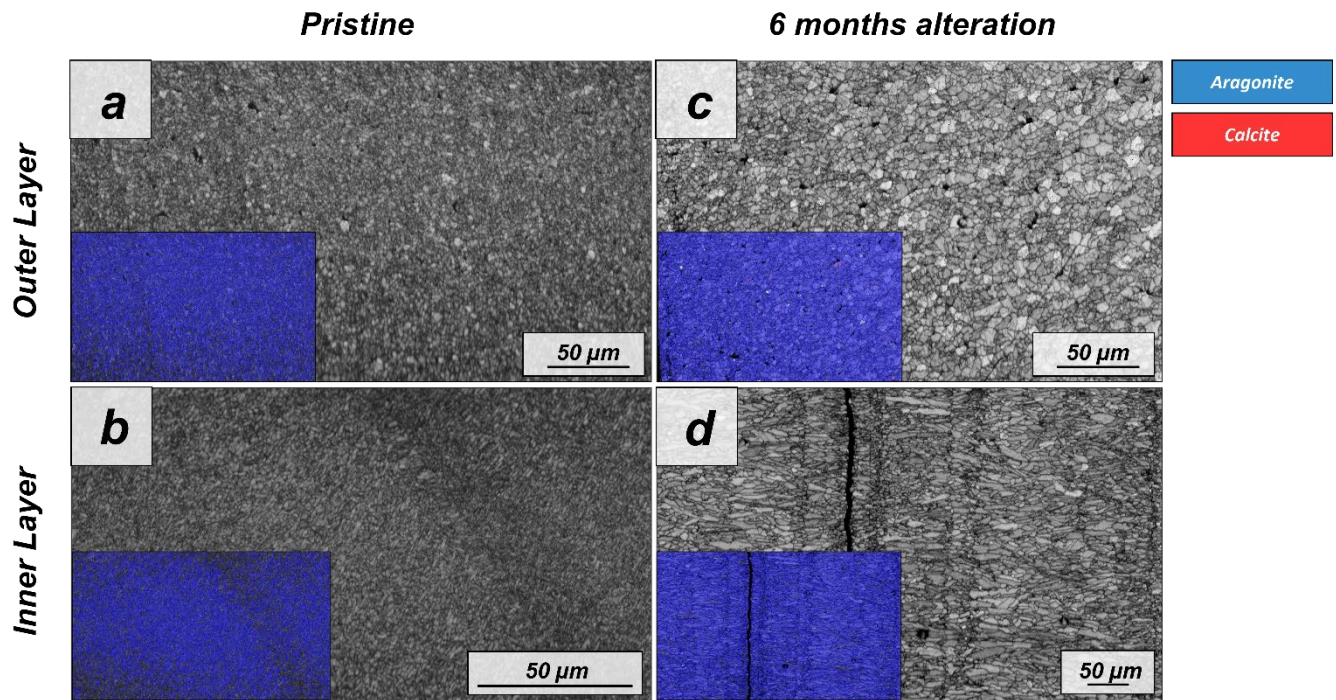 Pristine
6 months alteration
Outer Layer
a
50 µm
c
50 µm
Aragonite
Calcite
Inner Layer
b
50 µm
d
50 µm